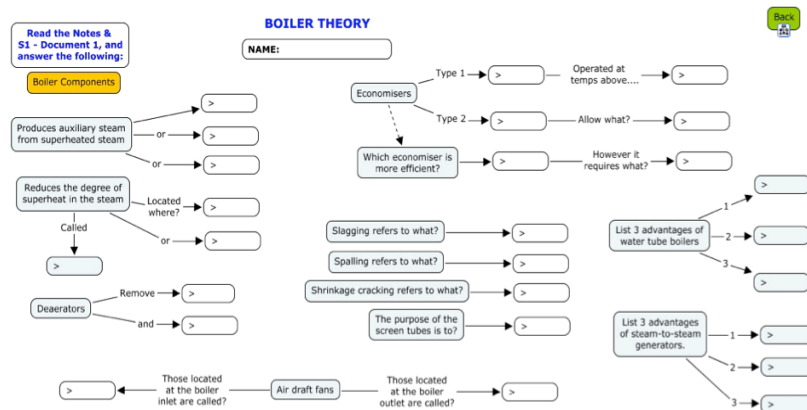 BOILER THEORY
Back
Read the Notes &
S1 - Document 1, and
answer the following:
NAME:
Boiler Components
Produces auxiliary steam
from superheated steam
>
or
>
or
>
Reduces the degree of
superheat in the steam
Located
where?
>
or
>
Called
>
Deaerators
Remove
>
and
>
Economisers
Type 1
>
Operated at
temps above....
>
Type 2
>
Allow what?
>
Which economiser is
more efficient?
>
However it
requires what?
>
Slagging refers to what?
>
Spalling refers to what?
>
Shrinkage cracking refers to what?
>
The purpose of the
screen tubes is to?
>
List 3 advantages of
water tube boilers
1
>
2
>
3
>
List 3 advantages
of steam-to-steam
generators.
1
>
2
>
3
>
>
Those located
at the boiler
inlet are called?
Air draft fans
Those located
at the boiler
outlet are called?
>